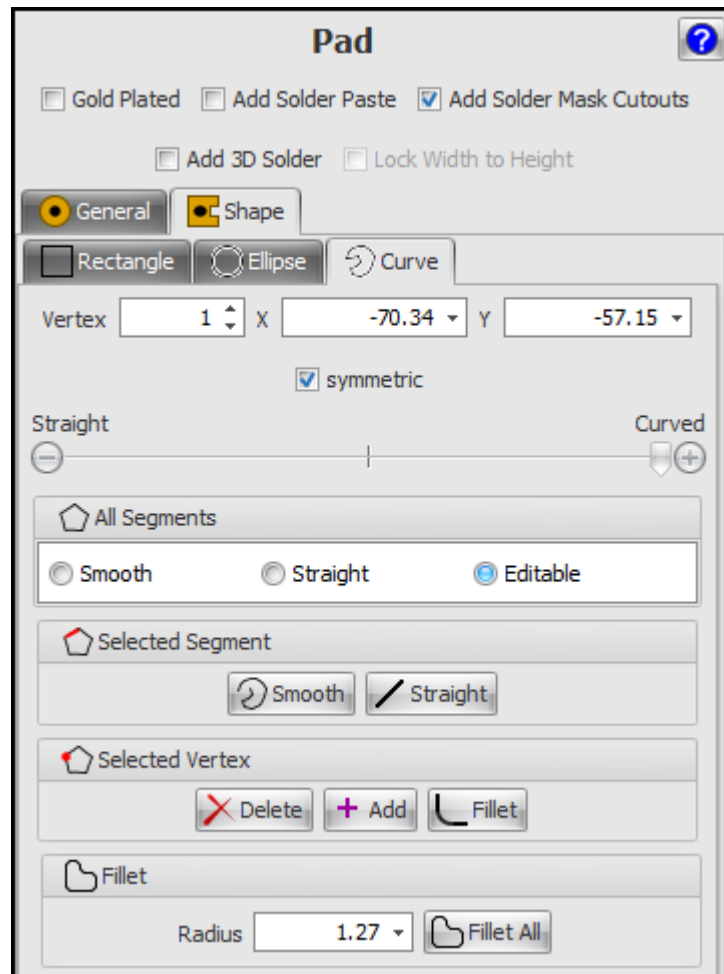 Pad
?
Gold Plated Add Solder Paste Add Solder Mask Cutouts
Add 3D Solder Lock Width to Height
General Shape
Rectangle Ellipse Curve
Vertex 1 X -70.34 Y -57.15
symmetric
Straight Curved
All Segments
Smooth Straight Editable
Selected Segment
Smooth Straight
Selected Vertex
Delete Add Fillet
Fillet
Radius 1.27 Fillet All